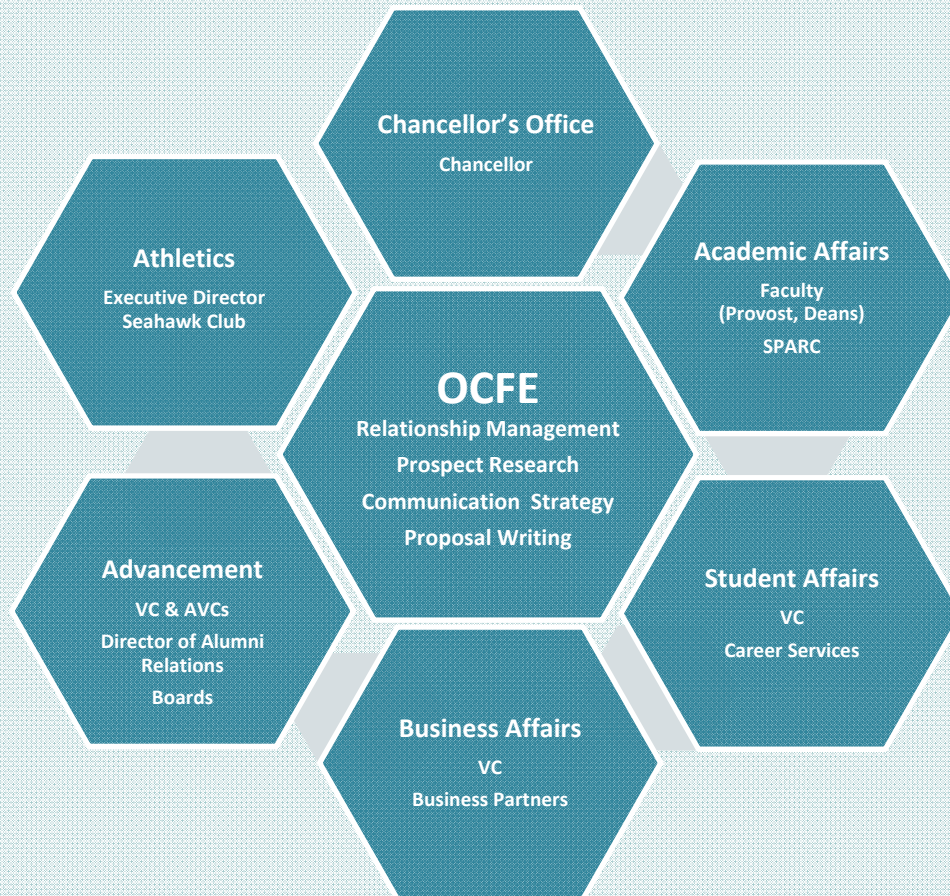 Chancellor’s Office
Chancellor
Athletics
Executive Director
Seahawk Club
Academic Affairs
Faculty
(Provost, Deans)
SPARC
OCFE
Relationship Management
Prospect Research
Communication Strategy
Proposal Writing
Advancement
VC & AVCs
Director of Alumni
Relations
Boards
Student Affairs
VC
Career Services
Business Affairs
VC
Business Partners